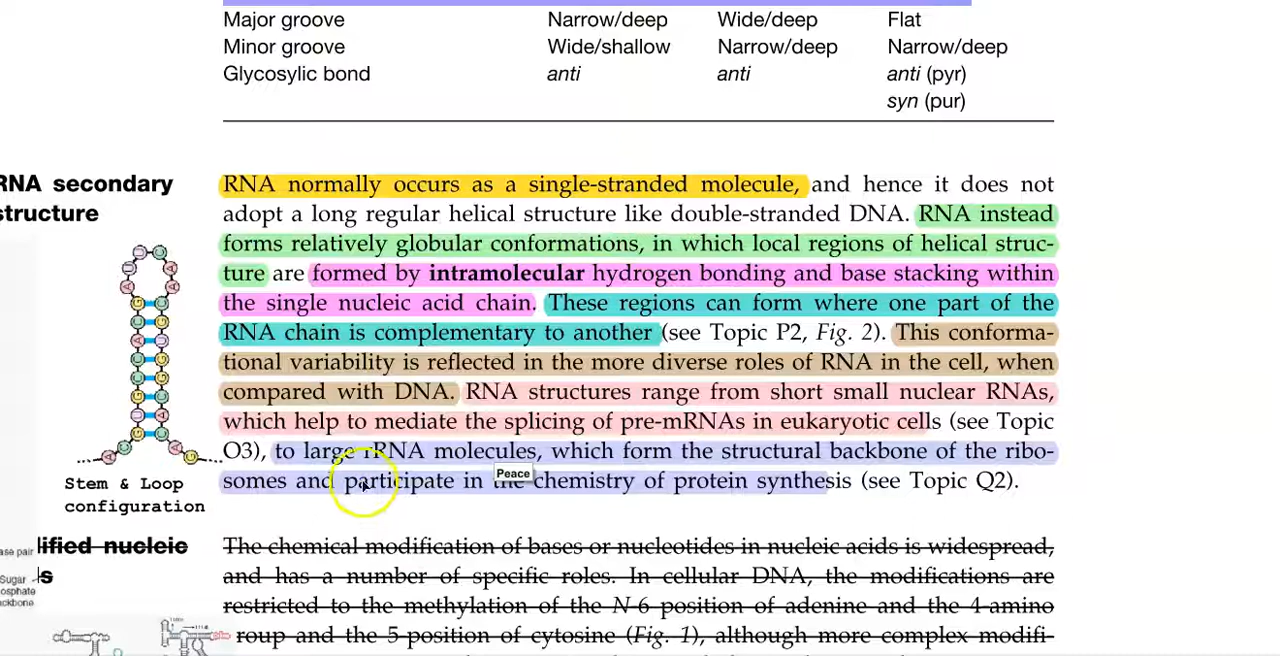 Major groove Narrow/deep Wide/deep Flat
Minor groove Wide/shallow Narrow/deep Narrow/deep
Glycosylic bond anti anti anti (pyr)
syn (pur)
RNA secondary
structure
RNA normally occurs as a single-stranded molecule, and hence it does not
adopt a long regular helical structure like double-stranded DNA. RNA instead
forms relatively globular conformations, in which local regions of helical struc-
ture are formed by intramolecular hydrogen bonding and base stacking within
the single nucleic acid chain. These regions can form where one part of the
RNA chain is complementary to another (see Topic P2, Fig. 2). This conforma-
tional variability is reflected in the more diverse roles of RNA in the cell, when
compared with DNA. RNA structures range from short small nuclear RNAs,
which help to mediate the splicing of pre-mRNAs in eukaryotic cells (see Topic
O3), to large rRNA molecules, which form the structural backbone of the ribo-
somes and participate in the chemistry of protein synthesis (see Topic Q2).
Peace
Stem & Loop
configuration
ase pair
Sugar
osphate
ackbone
lified nucleic
s
The chemical modification of bases or nucleotides in nucleic acids is widespread,
and has a number of specific roles. In cellular DNA, the modifications are
restricted to the methylation of the N-6 position of adenine and the 4-amino
roup and the 5-position of cytosine (Fig. 1), although more complex modifi-